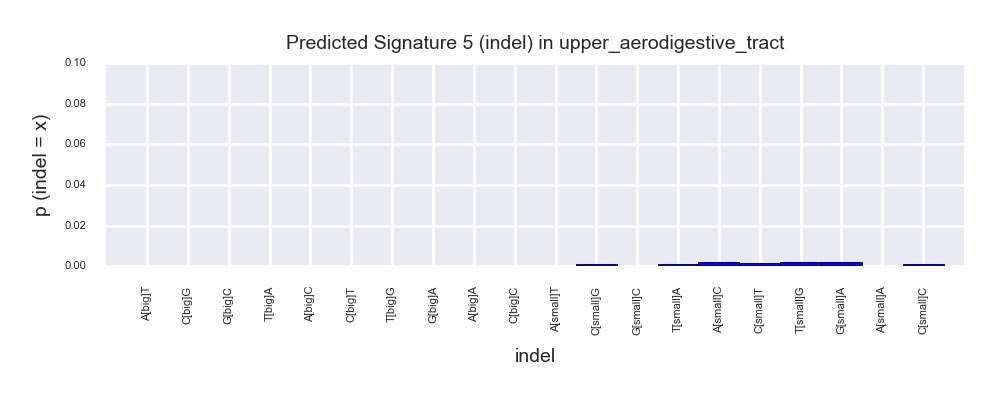 Predicted Signature 5 (indel) in upper_aerodigestive_tract
p (indel = x)
0.10
0.08
0.06
0.04
0.02
0.00
A[big]T
C[big]G
G[big]C
T[big]A
A[big]C
C[big]T
T[big]G
G[big]A
A[big]A
C[big]C
A[small]T
C[small]G
G[small]C
T[small]A
A[small]C
C[small]T
T[small]G
G[small]A
A[small]A
C[small]C
indel